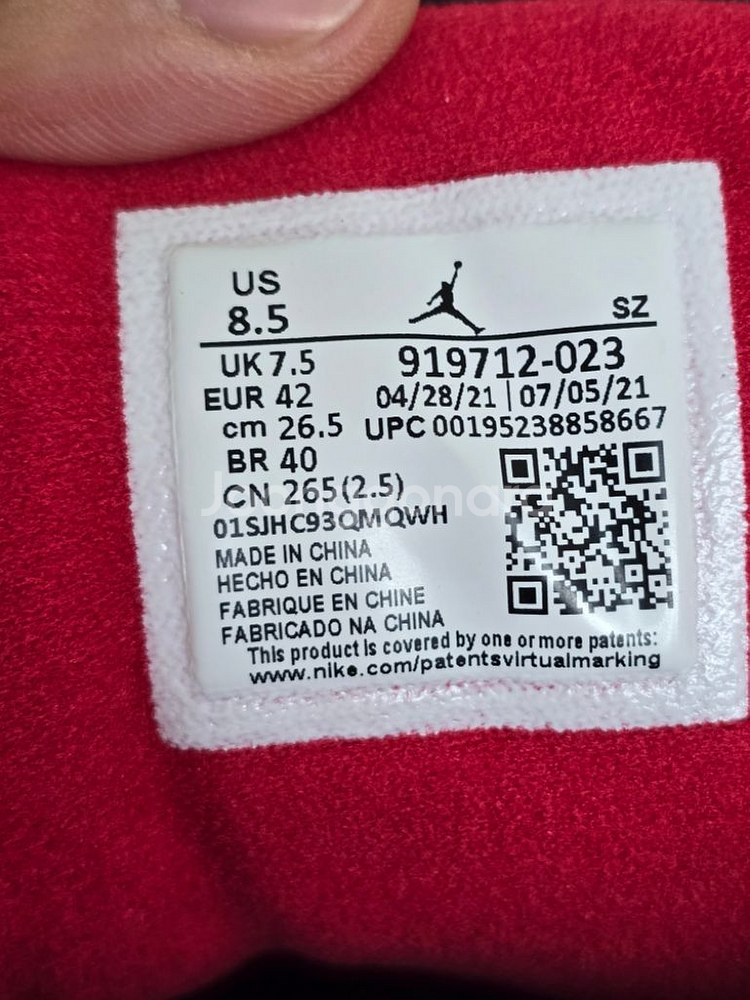 US
8.5
SZ
UK 7.5
919712-023
EUR 42
04/28/21 | 07/05/21
cm 26.5
UPC 00195238858667
BR 40
CN 265(2.5)
01SJHC93QMQWH
MADE IN CHINA
HECHO EN CHINA
FABRIQUE EN CHINE
FABRICADO NA CHINA
This product is covered by one or more patents:
www.nike.com/patentsvirtualmarking